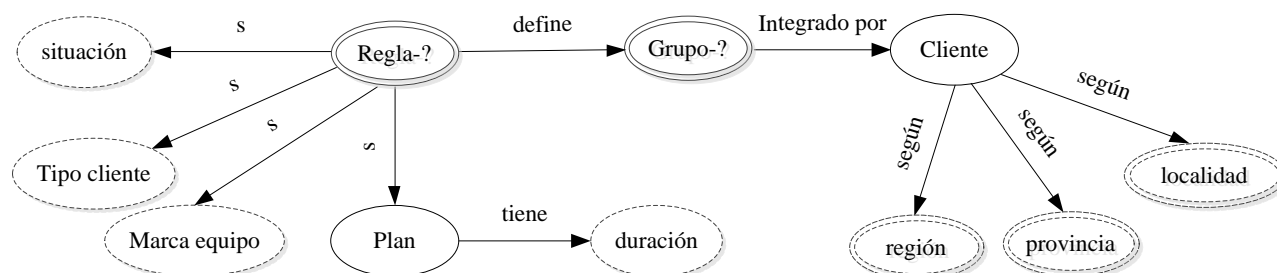 s
define
Integrado por
situación
Regla-?
Grupo-?
Cliente
s
según
s
s
según
según
Tipo cliente
localidad
tiene
Marca equipo
Plan
duración
región
provincia